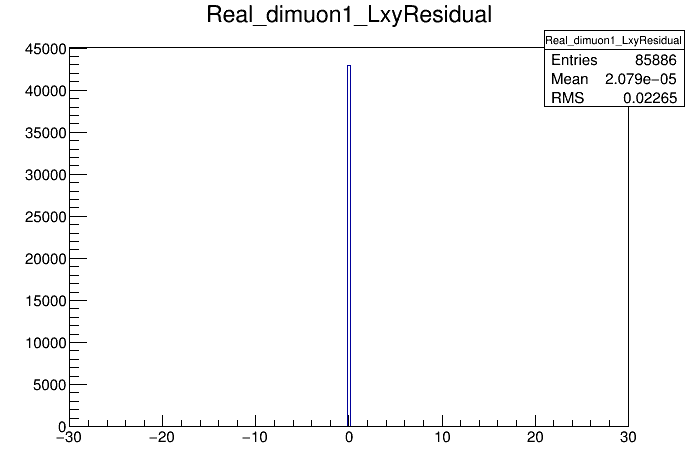 Real_dimuon1_LxyResidual
Real_dimuon1_LxyResidual
Entries 85886
Mean 2.079e−05
RMS 0.02265
45000
40000
35000
30000
25000
20000
15000
10000
5000
0
−30 −20 −10 0 10 20 30